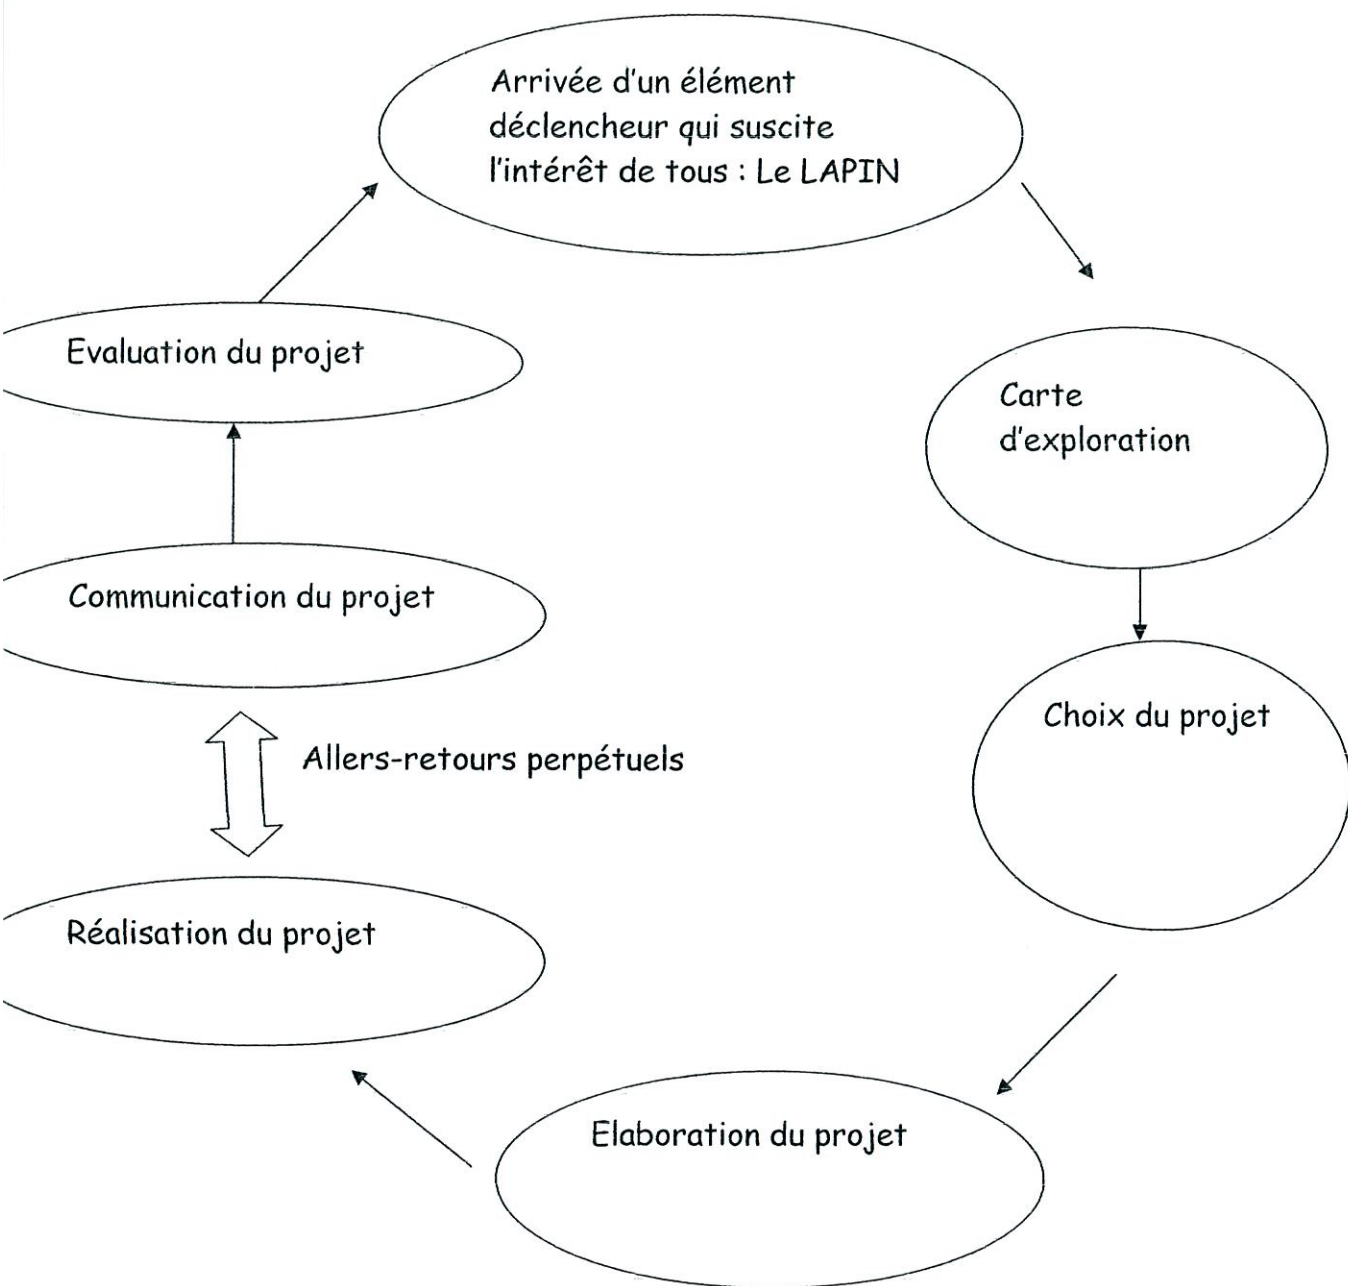 Arrivée d'un élément
déclencheur qui suscite
l'intérêt de tous : Le LAPIN
Carte
d'exploration
Choix du projet
Elaboration du projet
Réalisation du projet
Allers-retours perpétuels
Communication du projet
Evaluation du projet